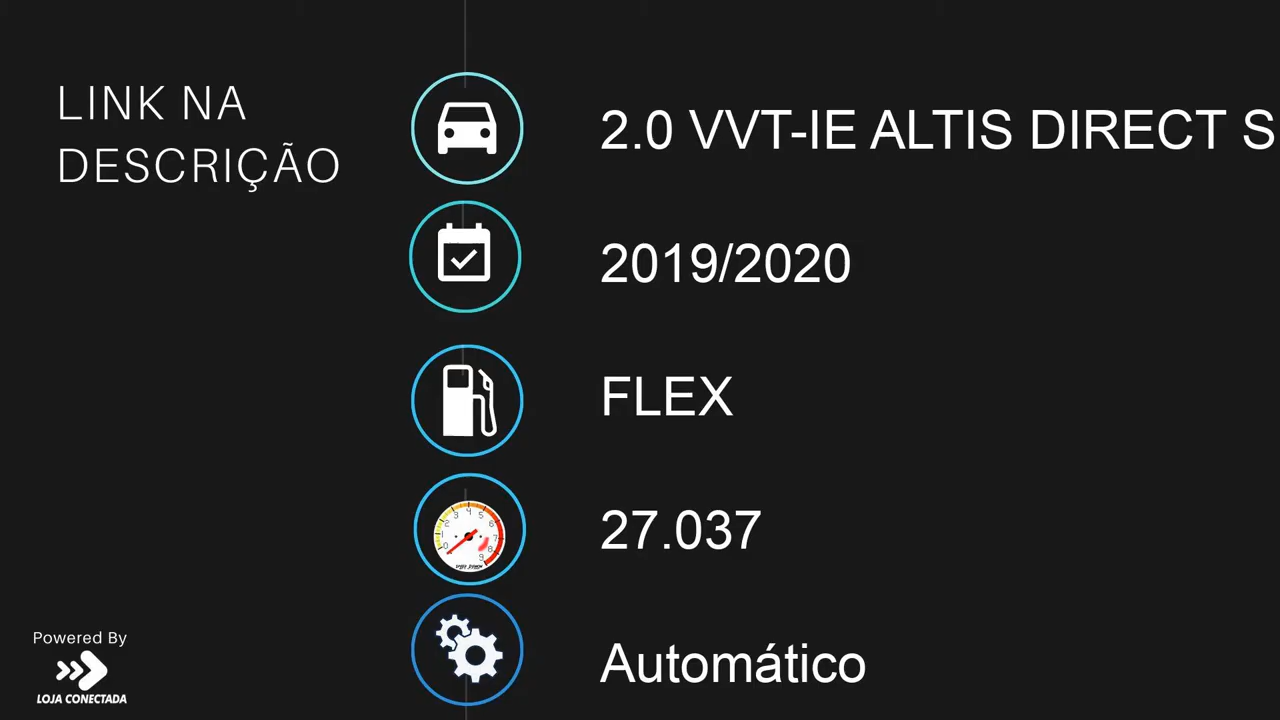 LINK NA
DESCRIÇÃO
2.0 VVT-IE ALTIS DIRECT S
2019/2020
FLEX
27.037
Automático
Powered By
LOJA CONECTADA